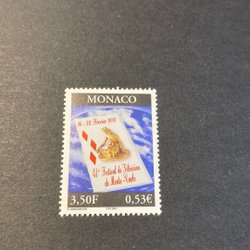 MONACO
16-22 Février 2001
41e Festival de Télévision
de Monte-Carlo
3,50F 0,53€